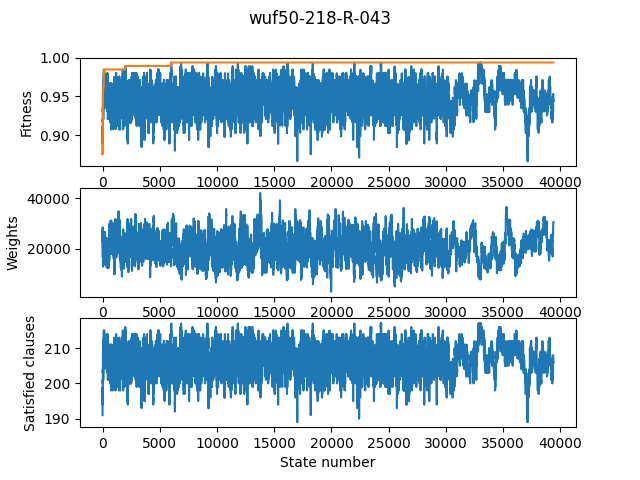 wuf50-218-R-043
1.00
0.95
0.90
Fitness
0 5000 10000 15000 20000 25000 30000 35000 40000
40000
20000
Weights
0 5000 10000 15000 20000 25000 30000 35000 40000
210
200
190
Satisfied clauses
0 5000 10000 15000 20000 25000 30000 35000 40000
State number